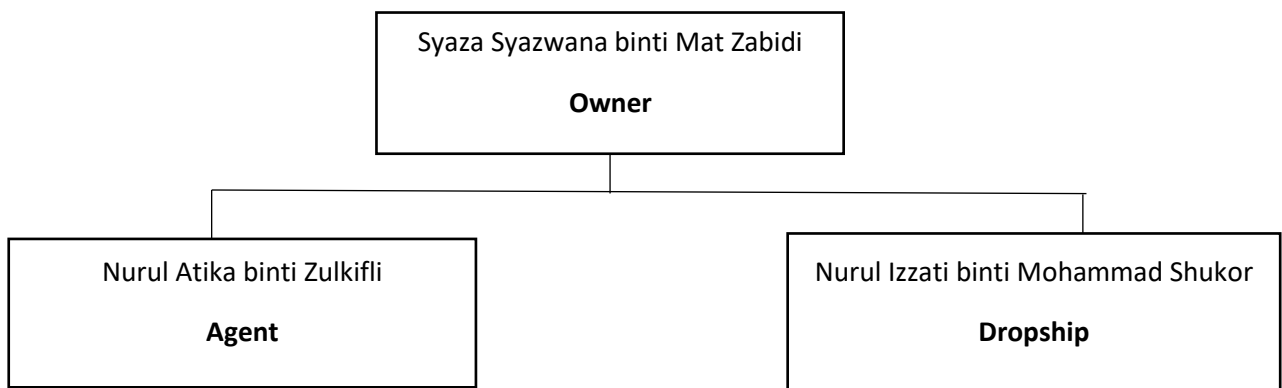 Syaza Syazwana binti Mat Zabidi
Owner
Nurul Atika binti Zulkifli
Agent
Nurul Izzati binti Mohammad Shukor
Dropship